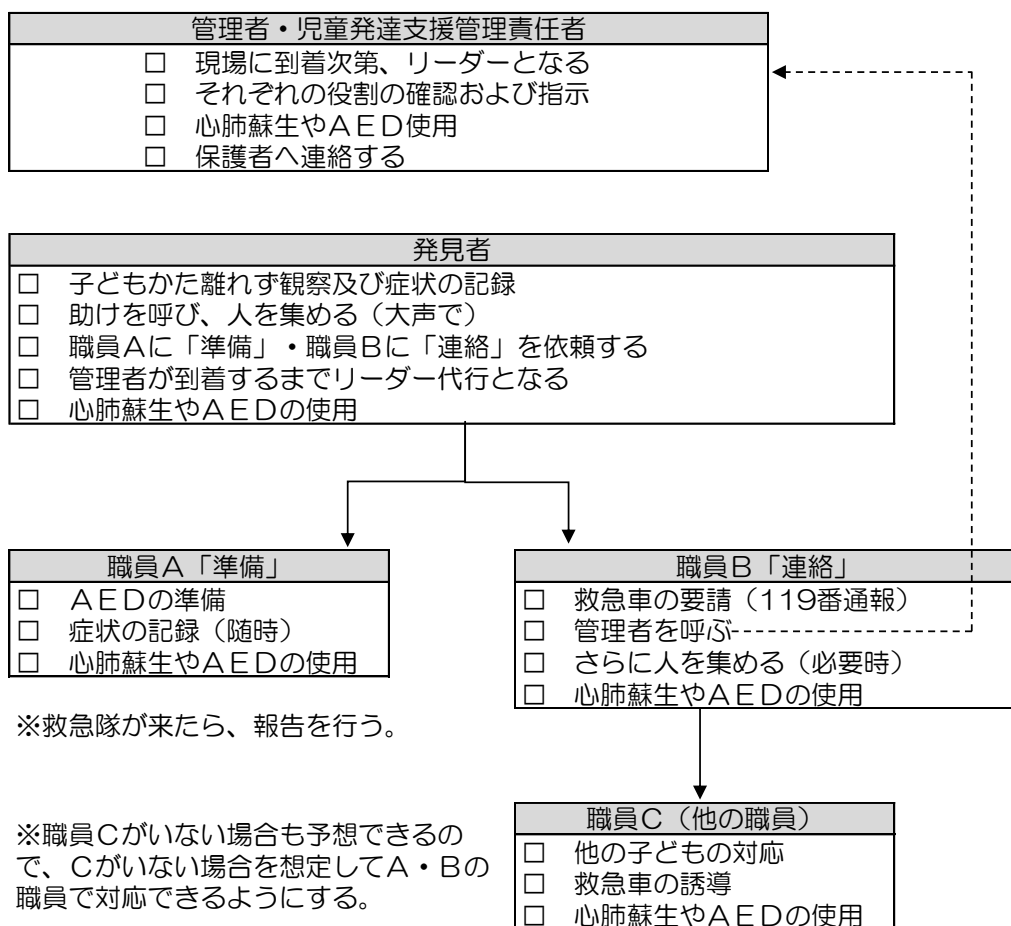 管理者・児童発達支援管理責任者
□ 現場に到着次第、リーダーとなる
□ それぞれの役割の確認および指示
□ 心肺蘇生やAED使用
□ 保護者へ連絡する
発見者
□ 子どもかた離れず観察及び症状の記録
□ 助けを呼び、人を集める（大声で）
□ 職員Aに「準備」・職員Bに「連絡」を依頼する
□ 管理者が到着するまでリーダー代行となる
□ 心肺蘇生やAEDの使用
職員A「準備」
□ AEDの準備
□ 症状の記録（随時）
□ 心肺蘇生やAEDの使用
※救急隊が来たら、報告を行う。
職員B「連絡」
□ 救急車の要請（119番通報）
□ 管理者を呼ぶ
□ さらに人を集める（必要時）
□ 心肺蘇生やAEDの使用
※職員Cがいない場合も予想できるの
で、Cがいない場合を想定してA・Bの
職員で対応できるようにする。
職員C（他の職員）
□ 他の子どもの対応
□ 救急車の誘導
□ 心肺蘇生やAEDの使用